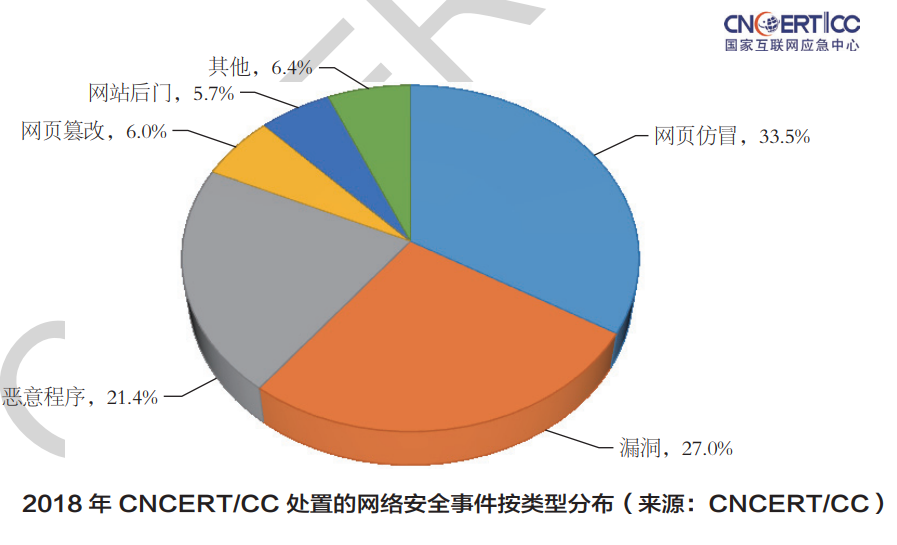 CNCERT/CC
国家互联网应急中心
其他，6.4%
网站后门，5.7%
网页篡改，6.0%
网页仿冒，33.5%
恶意程序，21.4%
漏洞，27.0%
2018 年 CNCERT/CC 处置的网络安全事件按类型分布（来源：CNCERT/CC）